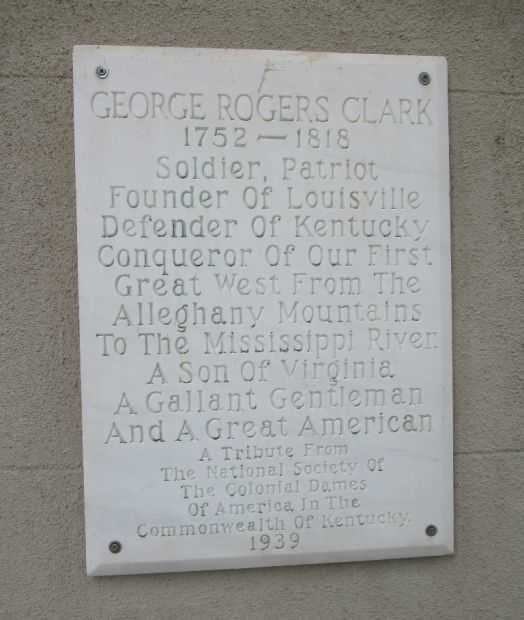 GEORGE ROGERS CLARK
1752 — 1818
Soldier, Patriot
Founder Of Louisville
Defender Of Kentucky
Conqueror Of Our First
Great West From The
Alleghany Mountains
To The Mississippi River
A Son Of Virginia
A Gallant Gentleman
And A Great American
A Tribute From
The National Society Of
The Colonial Dames
Of America In The
Commonwealth Of Kentucky.
1939